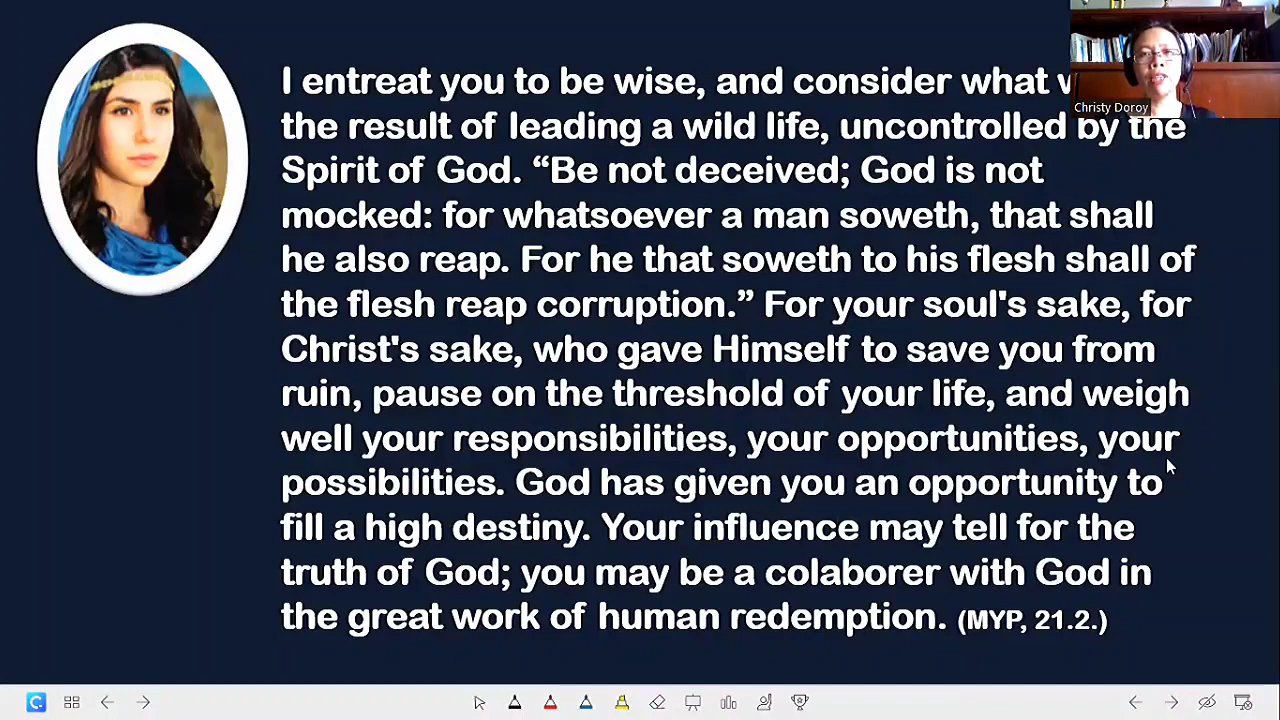 I entreat you to be wise, and consider what
the result of leading a wild life, uncontrolled by the
Spirit of God. “Be not deceived; God is not
mocked: for whatsoever a man soweth, that shall
he also reap. For he that soweth to his flesh shall of
the flesh reap corruption.” For your soul's sake, for
Christ's sake, who gave Himself to save you from
ruin, pause on the threshold of your life, and weigh
well your responsibilities, your opportunities, your
possibilities. God has given you an opportunity to
fill a high destiny. Your influence may tell for the
truth of God; you may be a colaborer with God in
the great work of human redemption. (MYP, 21.2.)
Christy Doroy